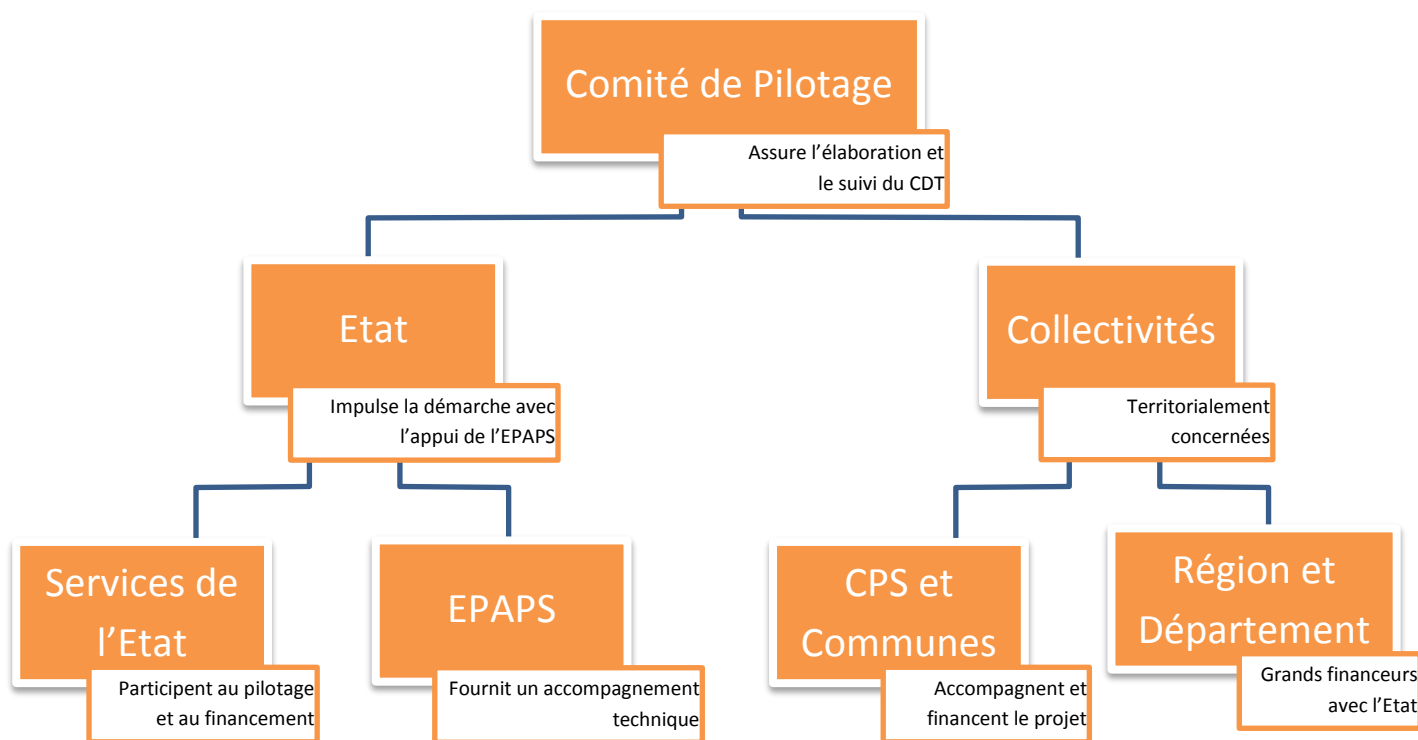 Comité de Pilotage
Assure l’élaboration et
le suivi du CDT
Etat
Impulse la démarche avec
l’appui de l’EPAPS
Collectivités
Territorialement
concernées
Services de
l’Etat
Participent au pilotage
et au financement
EPAPS
Fournit un accompagnement
technique
CPS et
Communes
Accompagnent et
financent le projet
Région et
Département
Grands financeurs
avec l’Etat